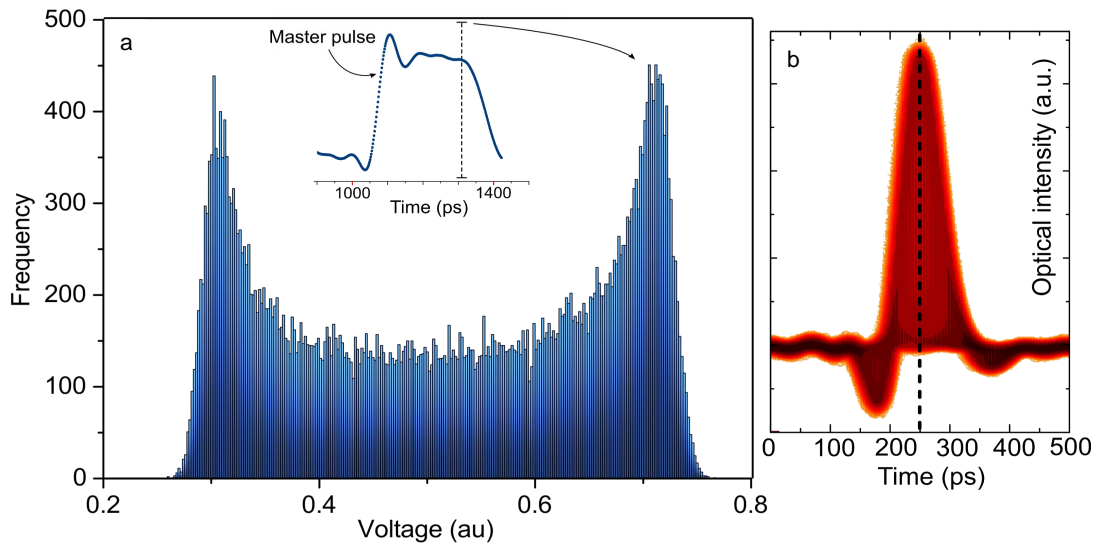 a
Master pulse
1000
1400
Time (ps)
500
400
300
200
100
0
Frequency
0.2
0.4
0.6
0.8
Voltage (au)
b
Optical intensity (a.u.)
0
100
200
300
400
500
Time (ps)